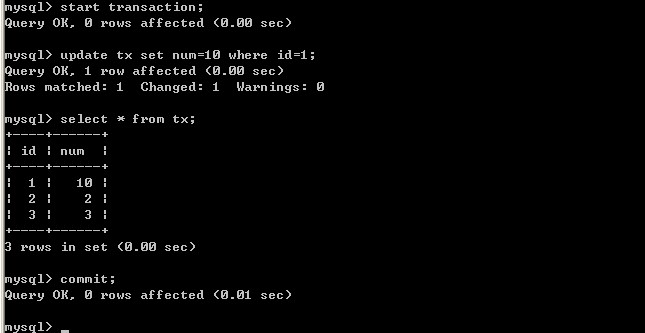 mysql> start transaction;
Query OK, 0 rows affected (0.00 sec)
mysql> update tx set num=10 where id=1;
Query OK, 1 row affected (0.00 sec)
Rows matched: 1  Changed: 1  Warnings: 0
mysql> select * from tx;
+----+------+
| id | num  |
+----+------+
|  1 |   10 |
|  2 |    2 |
|  3 |    3 |
+----+------+
3 rows in set (0.00 sec)
mysql> commit;
Query OK, 0 rows affected (0.01 sec)
mysql> _